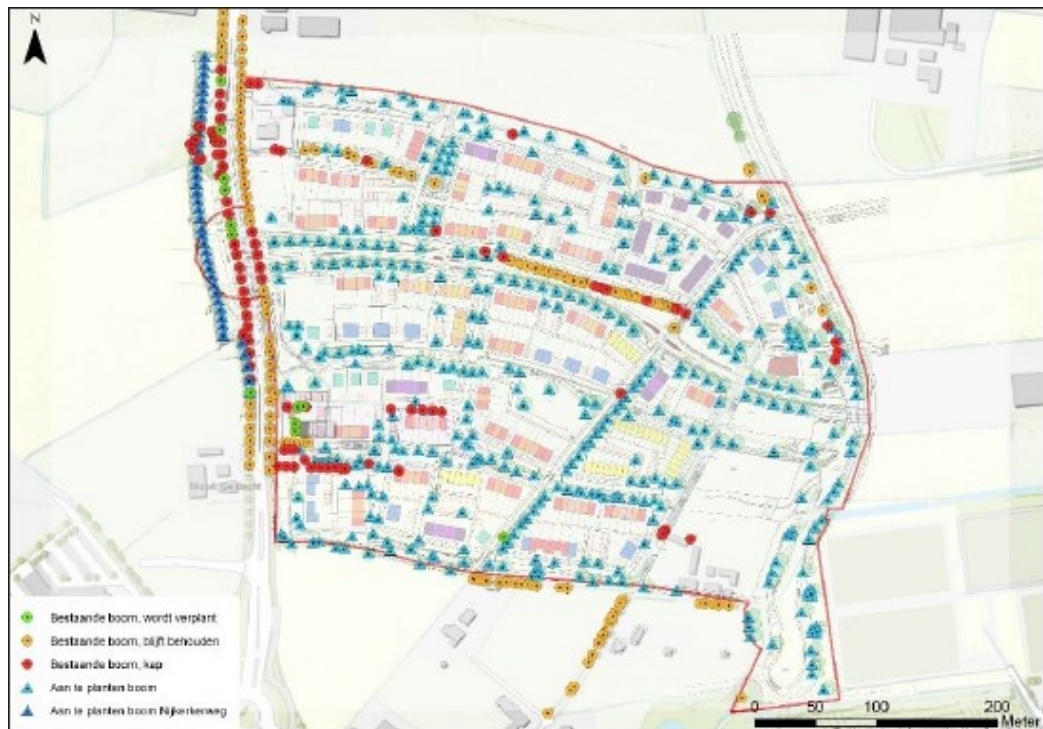 N
Bestaande boom, wordt verplant
Bestaande boom, blijft behouden
Bestaande boom, kap
Aan te planten boom
Aan te planten boom Nijkerkerweg
0 50 100 200
Meter